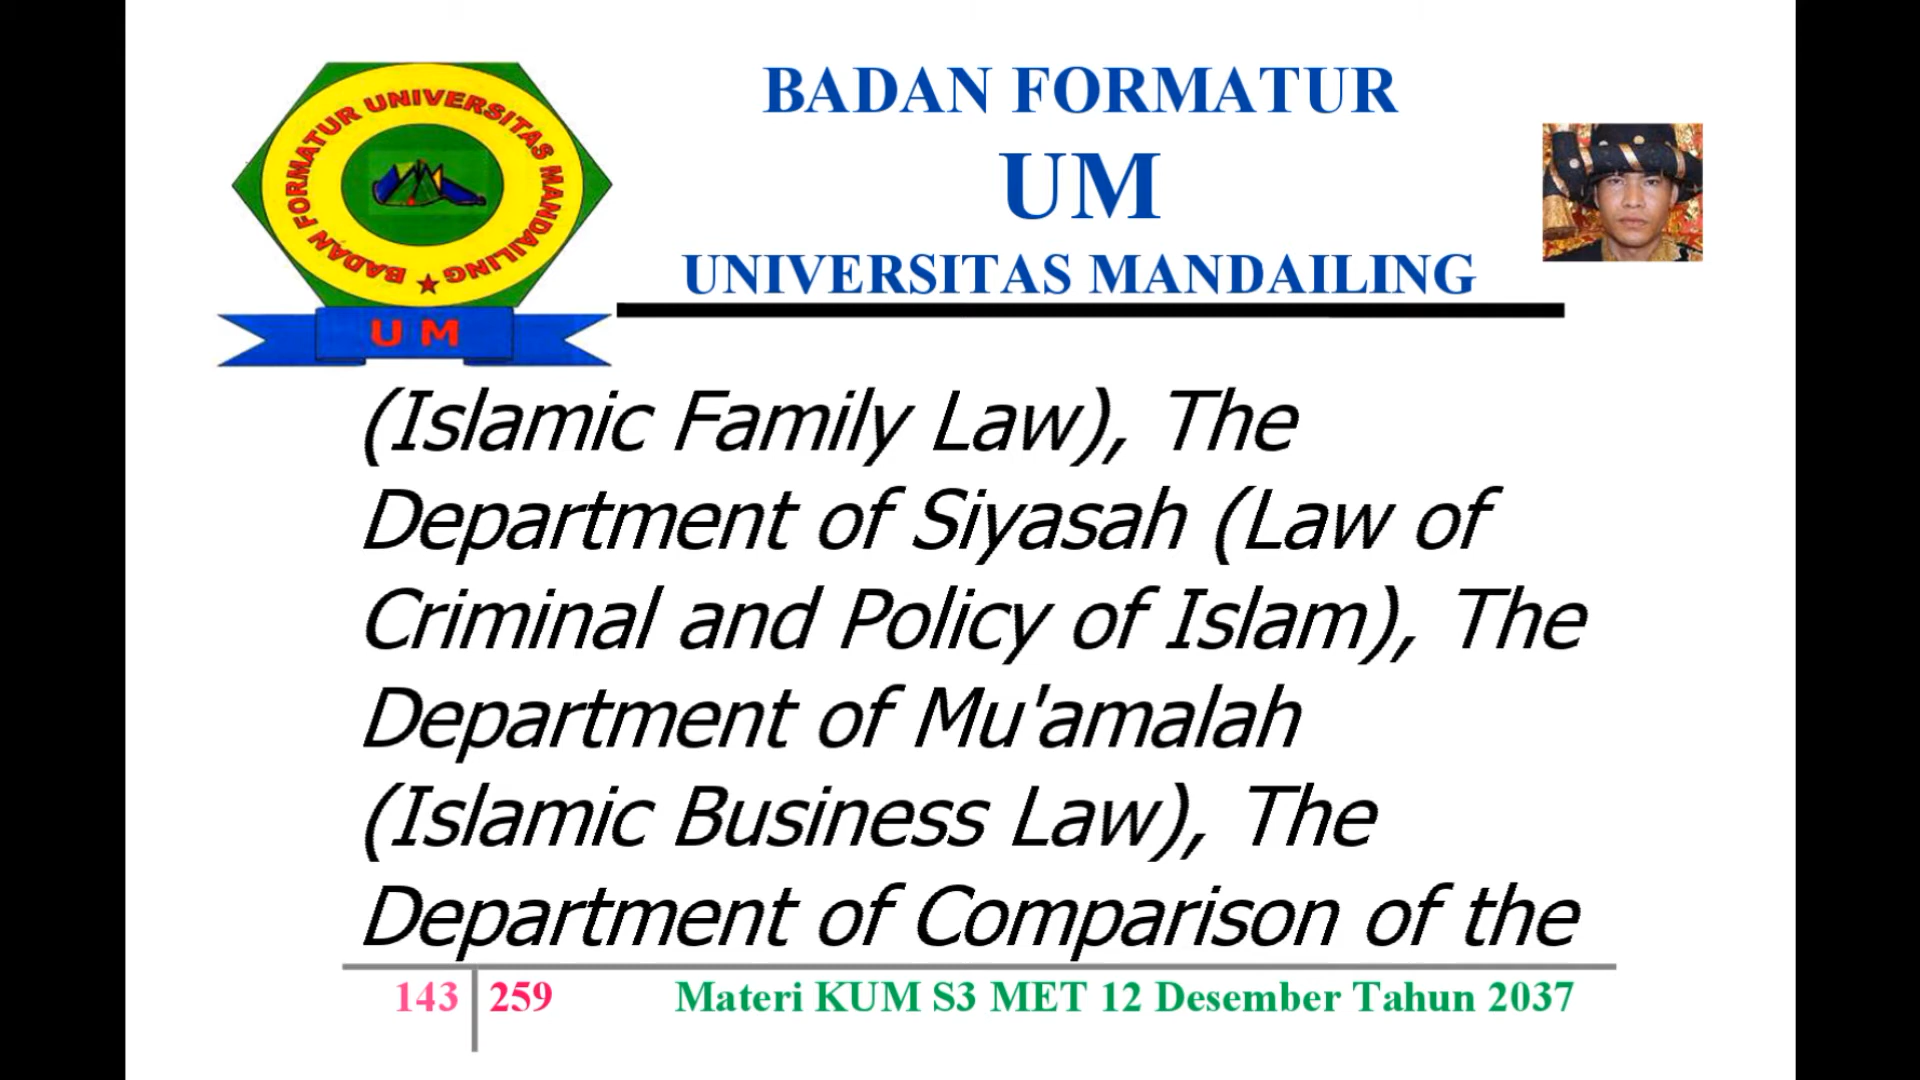 BADAN FORMATUR UNIVERSITAS MANDAILING
U M
BADAN FORMATUR
UM
UNIVERSITAS MANDAILING
(Islamic Family Law), The
Department of Siyasah (Law of
Criminal and Policy of Islam), The
Department of Mu'amalah
(Islamic Business Law), The
Department of Comparison of the
143 259 Materi KUM S3 MET 12 Desember Tahun 2037